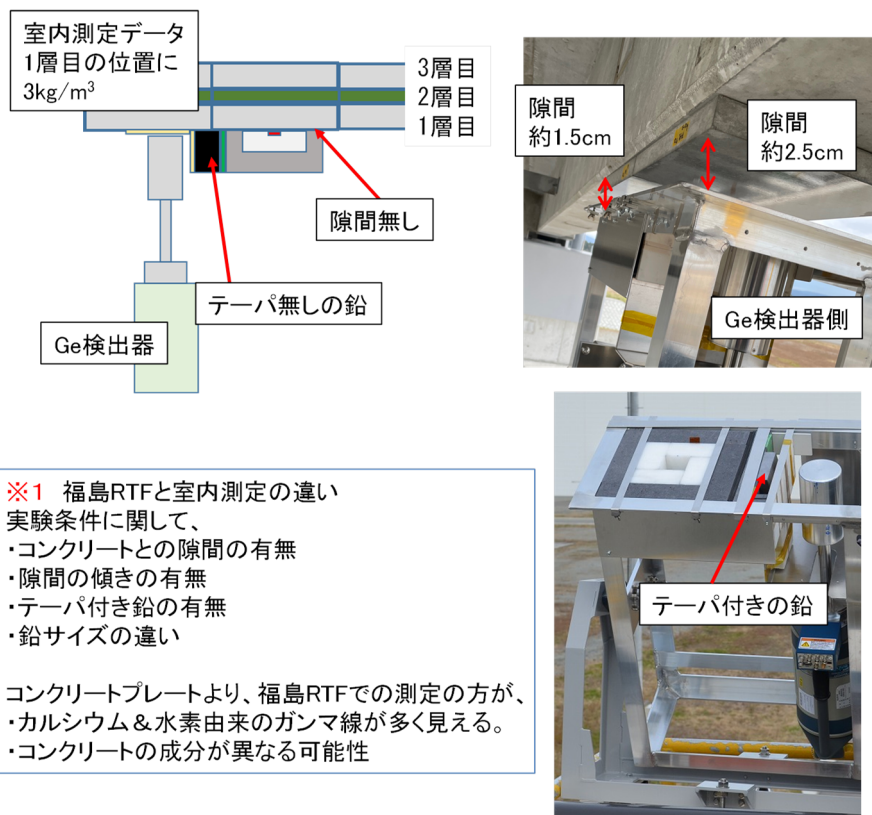 室内測定データ
1層目の位置に
3kg/m³
3層目
2層目
1層目
隙間無し
テーパ無しの鉛
Ge検出器
隙間
約1.5cm
隙間
約2.5cm
Ge検出器側
テーパ付きの鉛
※1 福島RTFと室内測定の違い
実験条件に関して、
・コンクリートとの隙間の有無
・隙間の傾きの有無
・テーパ付き鉛の有無
・鉛サイズの違い
コンクリートプレートより、福島RTFでの測定の方が、
・カルシウム＆水素由来のガンマ線が多く見える。
・コンクリートの成分が異なる可能性